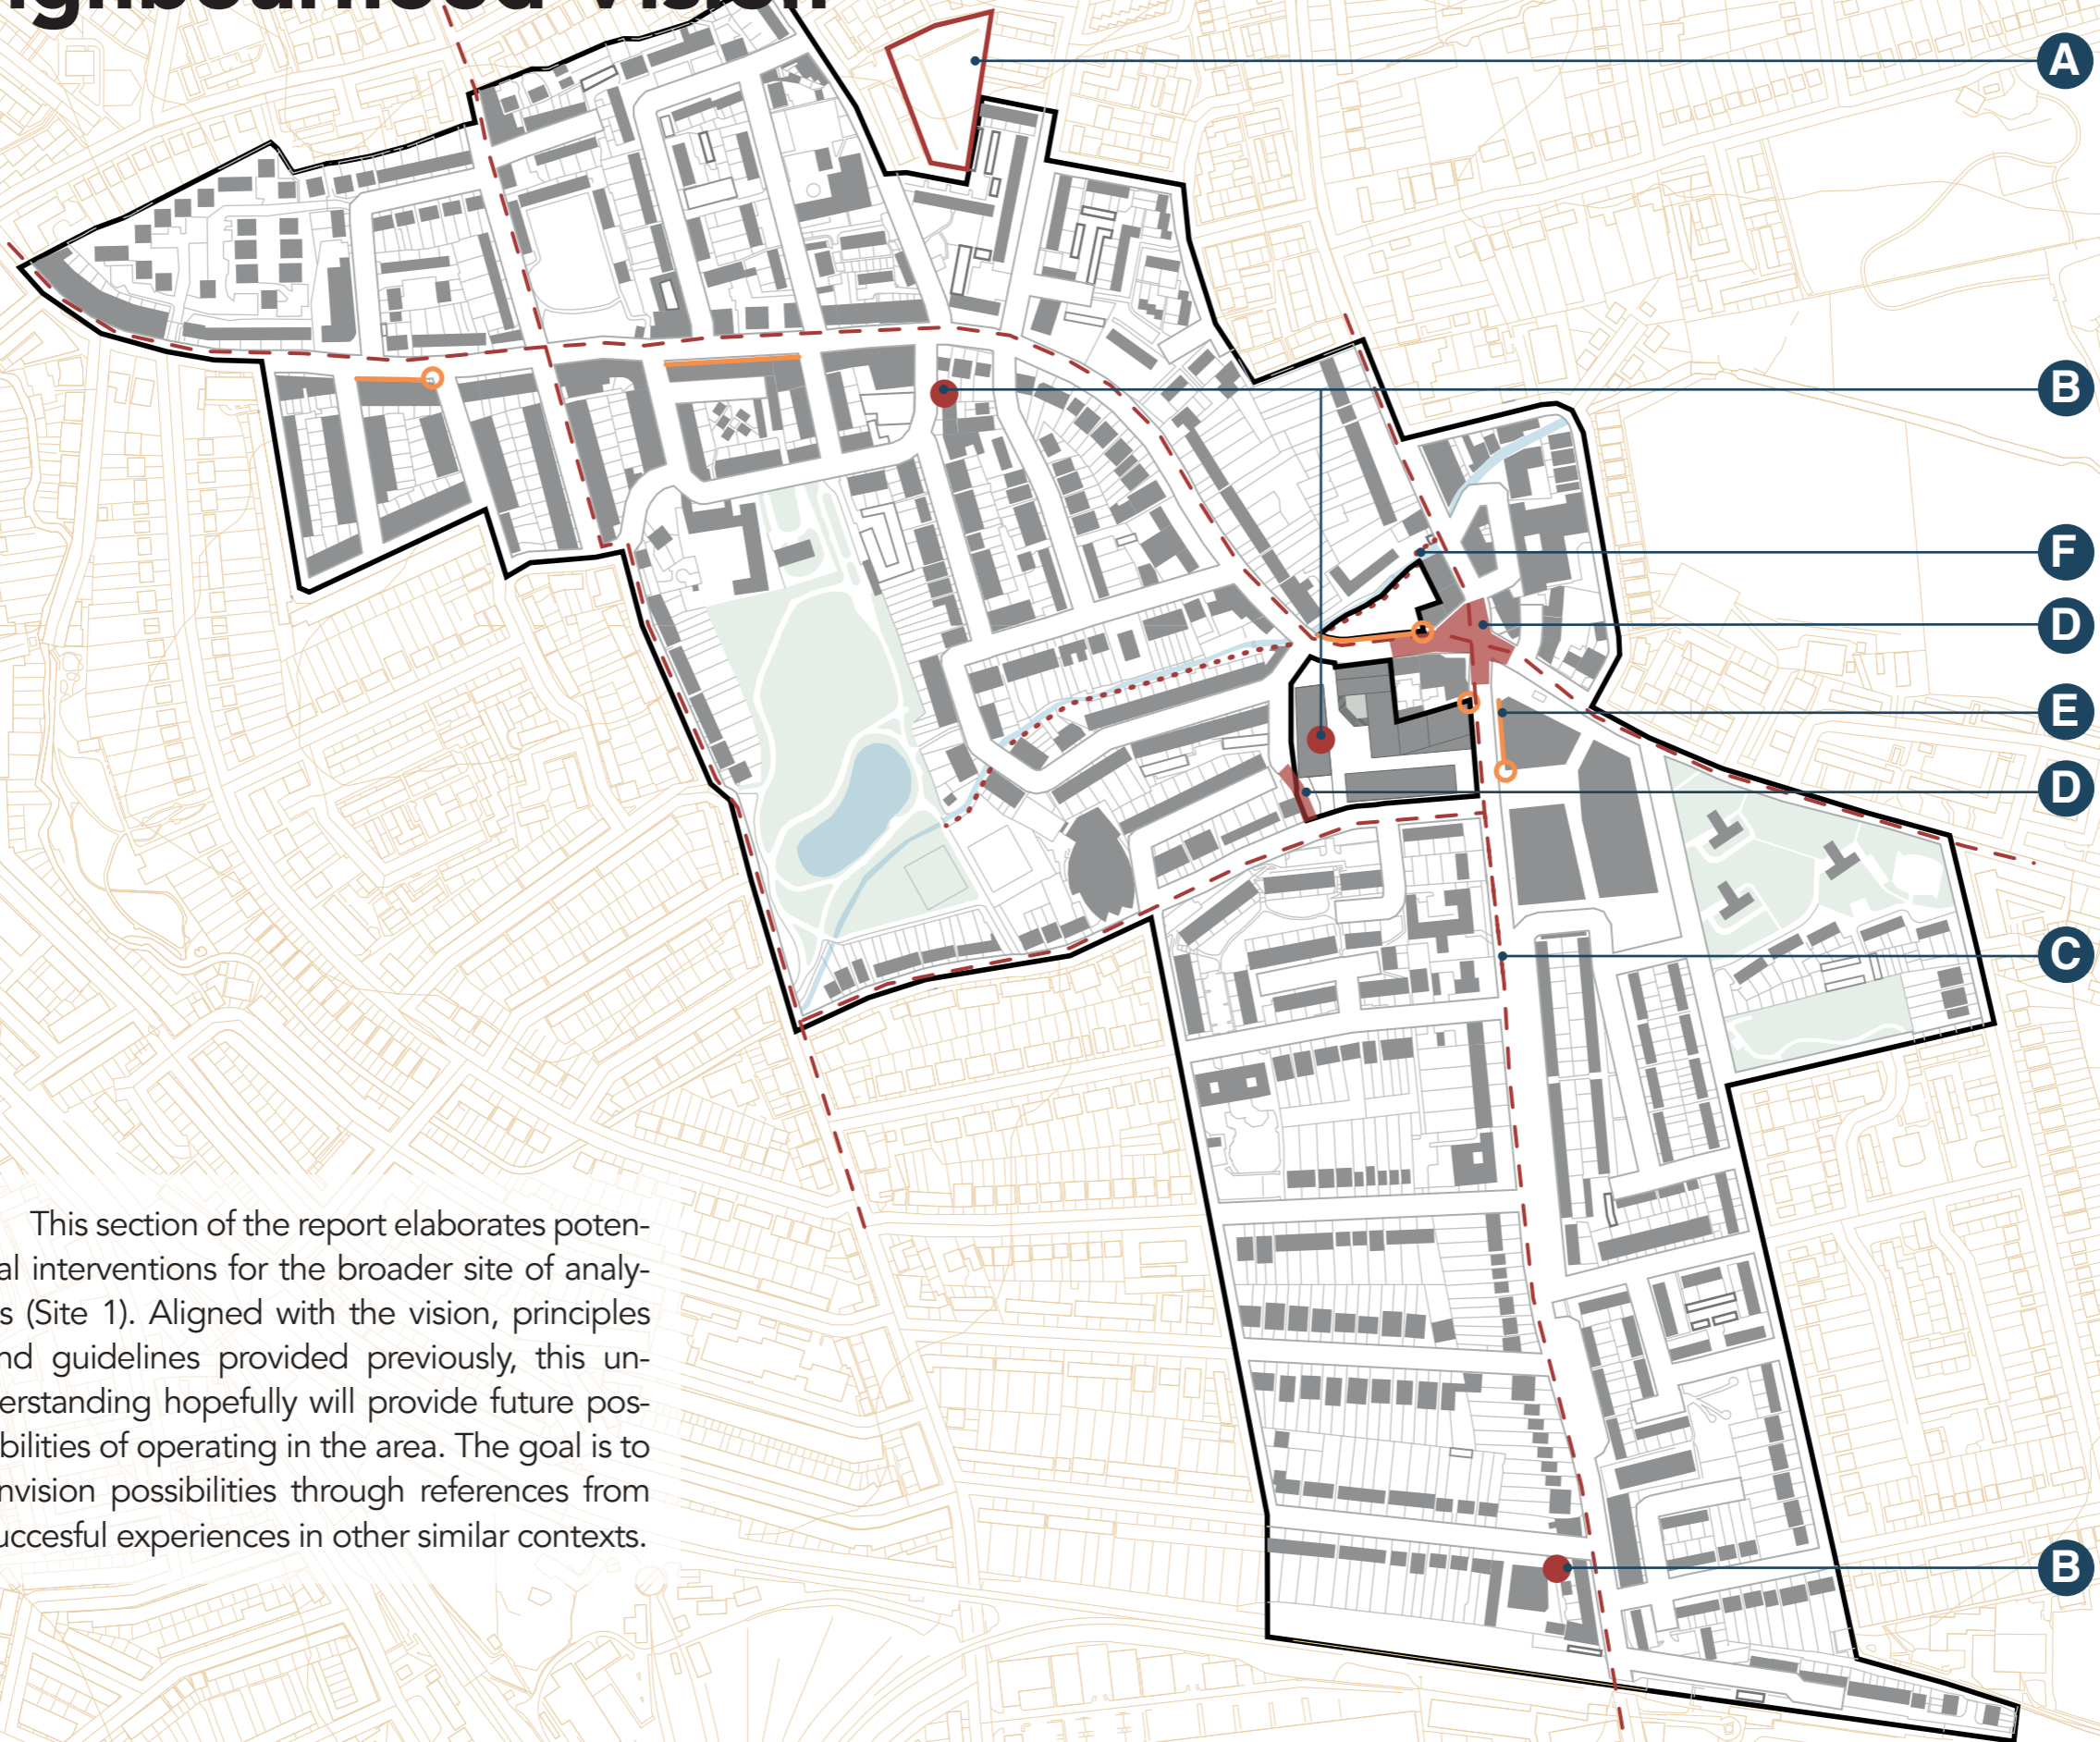 ighbourhood Vision
A
B
F
D
E
D
C
This section of the report elaborates poten-
al interventions for the broader site of analy-
s (Site 1). Aligned with the vision, principles
nd guidelines provided previously, this un-
erstanding hopefully will provide future pos-
bilities of operating in the area. The goal is to
nvision possibilities through references from
uccesful experiences in other similar contexts.
B